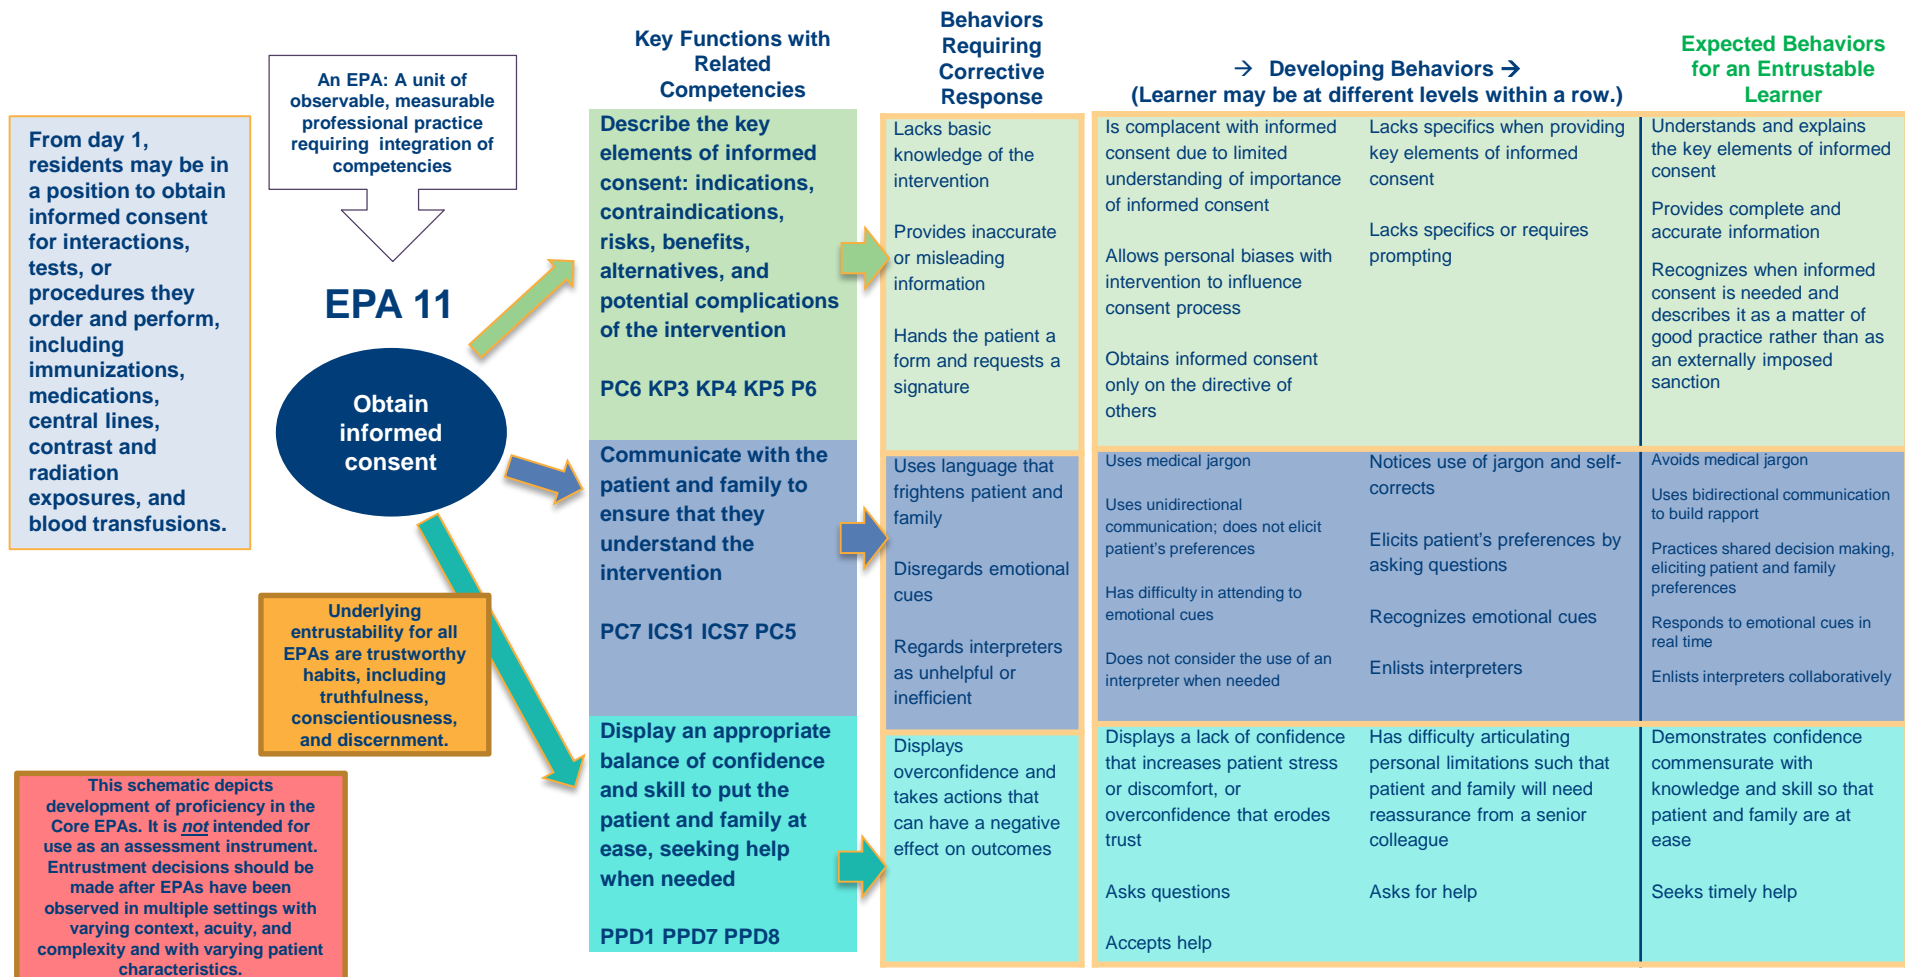 From day 1,
residents may be in
a position to obtain
informed consent
for interactions,
tests, or
procedures they
order and perform,
including
immunizations,
medications,
central lines,
contrast and
radiation
exposures, and
blood transfusions.
An EPA: A unit of
observable, measurable
professional practice
requiring integration of
competencies
EPA 11
Obtain
informed
consent
Underlying
entrustability for all
EPAs are trustworthy
habits, including
truthfulness,
conscientiousness,
and discernment.
This schematic depicts
development of proficiency in the
Core EPAs. It is not intended for
use as an assessment instrument.
Entrustment decisions should be
made after EPAs have been
observed in multiple settings with
varying context, acuity, and
complexity and with varying patient
characteristics.
Key Functions with
Related
Competencies
Behaviors
Requiring
Corrective
Response
→ Developing Behaviors →
(Learner may be at different levels within a row.)
Expected Behaviors
for an Entrustable
Learner
Describe the key
elements of informed
consent: indications,
contraindications,
risks, benefits,
alternatives, and
potential complications
of the intervention
PC6 KP3 KP4 KP5 P6
Lacks basic
knowledge of the
intervention
Provides inaccurate
or misleading
information
Hands the patient a
form and requests a
signature
Is complacent with informed
consent due to limited
understanding of importance
of informed consent
Allows personal biases with
intervention to influence
consent process
Obtains informed consent
only on the directive of
others
Lacks specifics when providing
key elements of informed
consent
Lacks specifics or requires
prompting
Understands and explains
the key elements of informed
consent
Provides complete and
accurate information
Recognizes when informed
consent is needed and
describes it as a matter of
good practice rather than as
an externally imposed
sanction
Communicate with the
patient and family to
ensure that they
understand the
intervention
PC7 ICS1 ICS7 PC5
Uses language that
frightens patient and
family
Disregards emotional
cues
Regards interpreters
as unhelpful or
inefficient
Uses medical jargon
Uses unidirectional
communication; does not elicit
patient's preferences
Has difficulty in attending to
emotional cues
Does not consider the use of an
interpreter when needed
Notices use of jargon and self-
corrects
Elicits patient's preferences by
asking questions
Recognizes emotional cues
Enlists interpreters
Avoids medical jargon
Uses bidirectional communication
to build rapport
Practices shared decision making,
eliciting patient and family
preferences
Responds to emotional cues in
real time
Enlists interpreters collaboratively
Display an appropriate
balance of confidence
and skill to put the
patient and family at
ease, seeking help
when needed
PPD1 PPD7 PPD8
Displays
overconfidence and
takes actions that
can have a negative
effect on outcomes
Displays a lack of confidence
that increases patient stress
or discomfort, or
overconfidence that erodes
trust
Asks questions
Accepts help
Has difficulty articulating
personal limitations such that
patient and family will need
reassurance from a senior
colleague
Asks for help
Demonstrates confidence
commensurate with
knowledge and skill so that
patient and family are at
ease
Seeks timely help